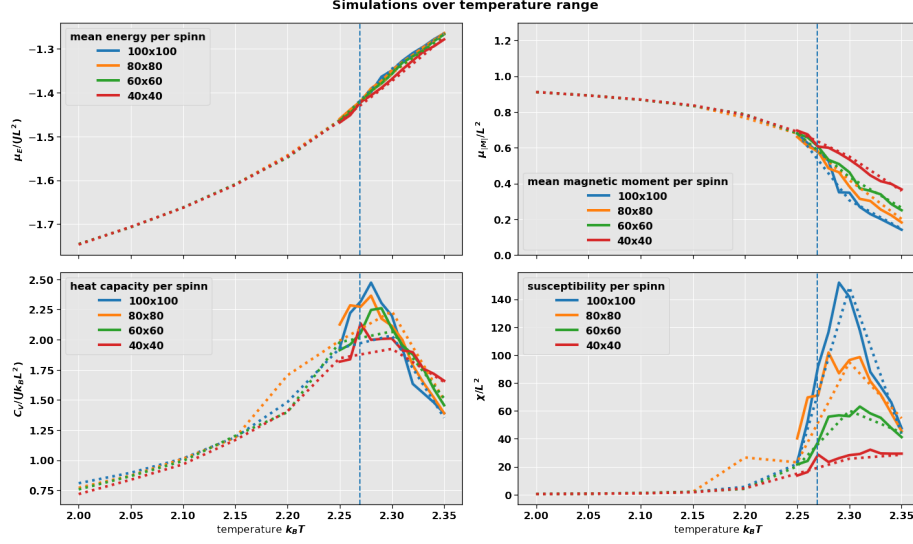 Simulations over temperature range
mean energy per spinn
100x100
80x80
60x60
40x40
−1.3
−1.4
−1.5
−1.6
−1.7
μ_E/(JL²)
mean magnetic moment per spinn
100x100
80x80
60x60
40x40
1.2
1.0
0.8
0.6
0.4
0.2
0.0
μ_|M|/L²
heat capacity per spinn
100x100
80x80
60x60
40x40
2.50
2.25
2.00
1.75
1.50
1.25
1.00
0.75
C_V/(Jk_BL²)
2.00 2.05 2.10 2.15 2.20 2.25 2.30 2.35
temperature k_BT
susceptibility per spinn
100x100
80x80
60x60
40x40
140
120
100
80
60
40
20
0
χ/L²
2.00 2.05 2.10 2.15 2.20 2.25 2.30 2.35
temperature k_BT